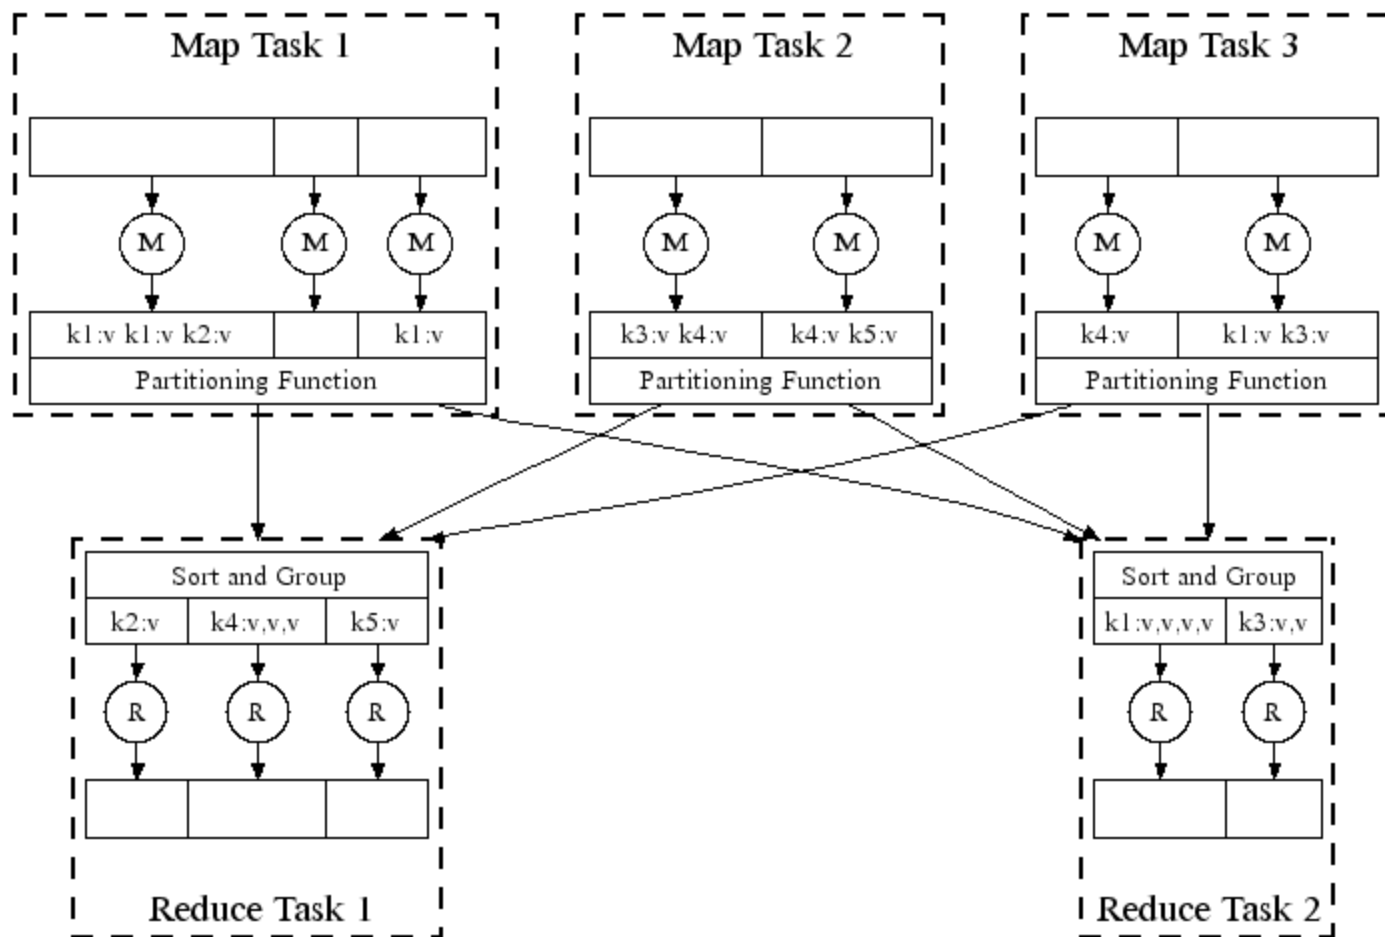 Map Task 1
Map Task 2
Map Task 3
M
M
M
M
M
M
M
k1:v k1:v k2:v
k1:v
k3:v k4:v
k4:v k5:v
k4:v
k1:v k3:v
Partitioning Function
Partitioning Function
Partitioning Function
Sort and Group
Sort and Group
k2:v
k4:v,v,v
k5:v
k1:v,v,v,v
k3:v,v
R
R
R
R
R
Reduce Task 1
Reduce Task 2